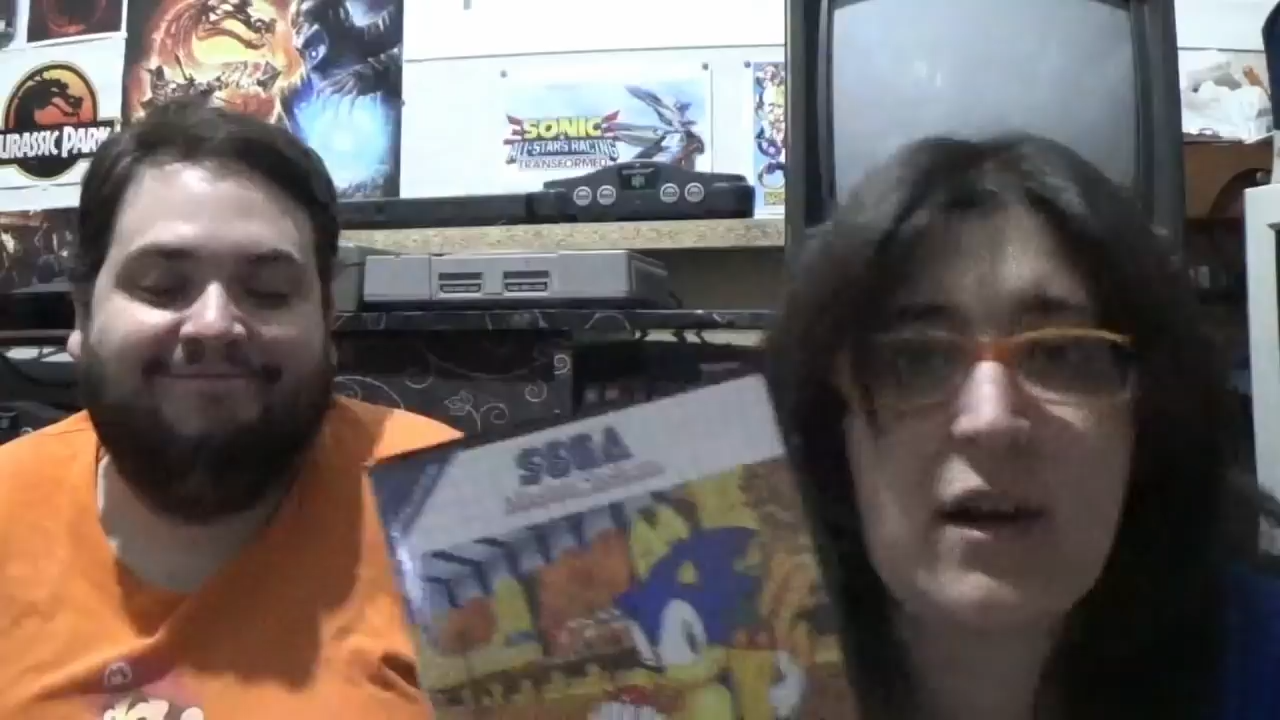 JURASSIC PARK
SONIC
ALL-STARS RACING
TRANSFORMED
SEGA